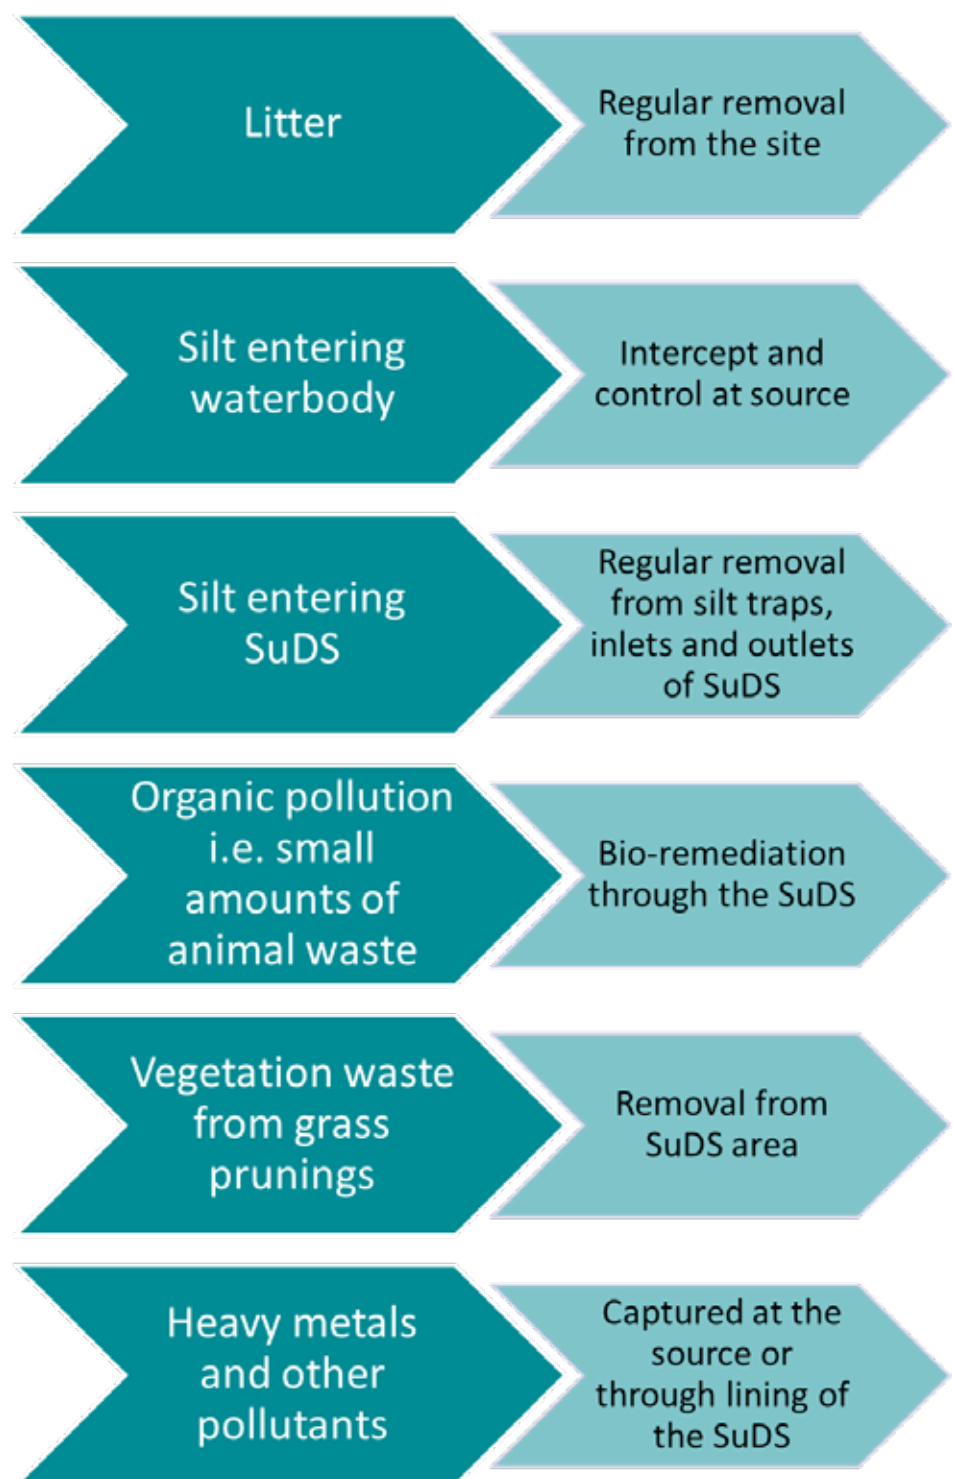 Litter
Regular removal
from the site
Silt entering
waterbody
Intercept and
control at source
Silt entering
SuDS
Regular removal
from silt traps,
inlets and outlets
of SuDS
Organic pollution
i.e. small
amounts of
animal waste
Bio-remediation
through the SuDS
Vegetation waste
from grass
prunings
Removal from
SuDS area
Heavy metals
and other
pollutants
Captured at the
source or
through lining of
the SuDS